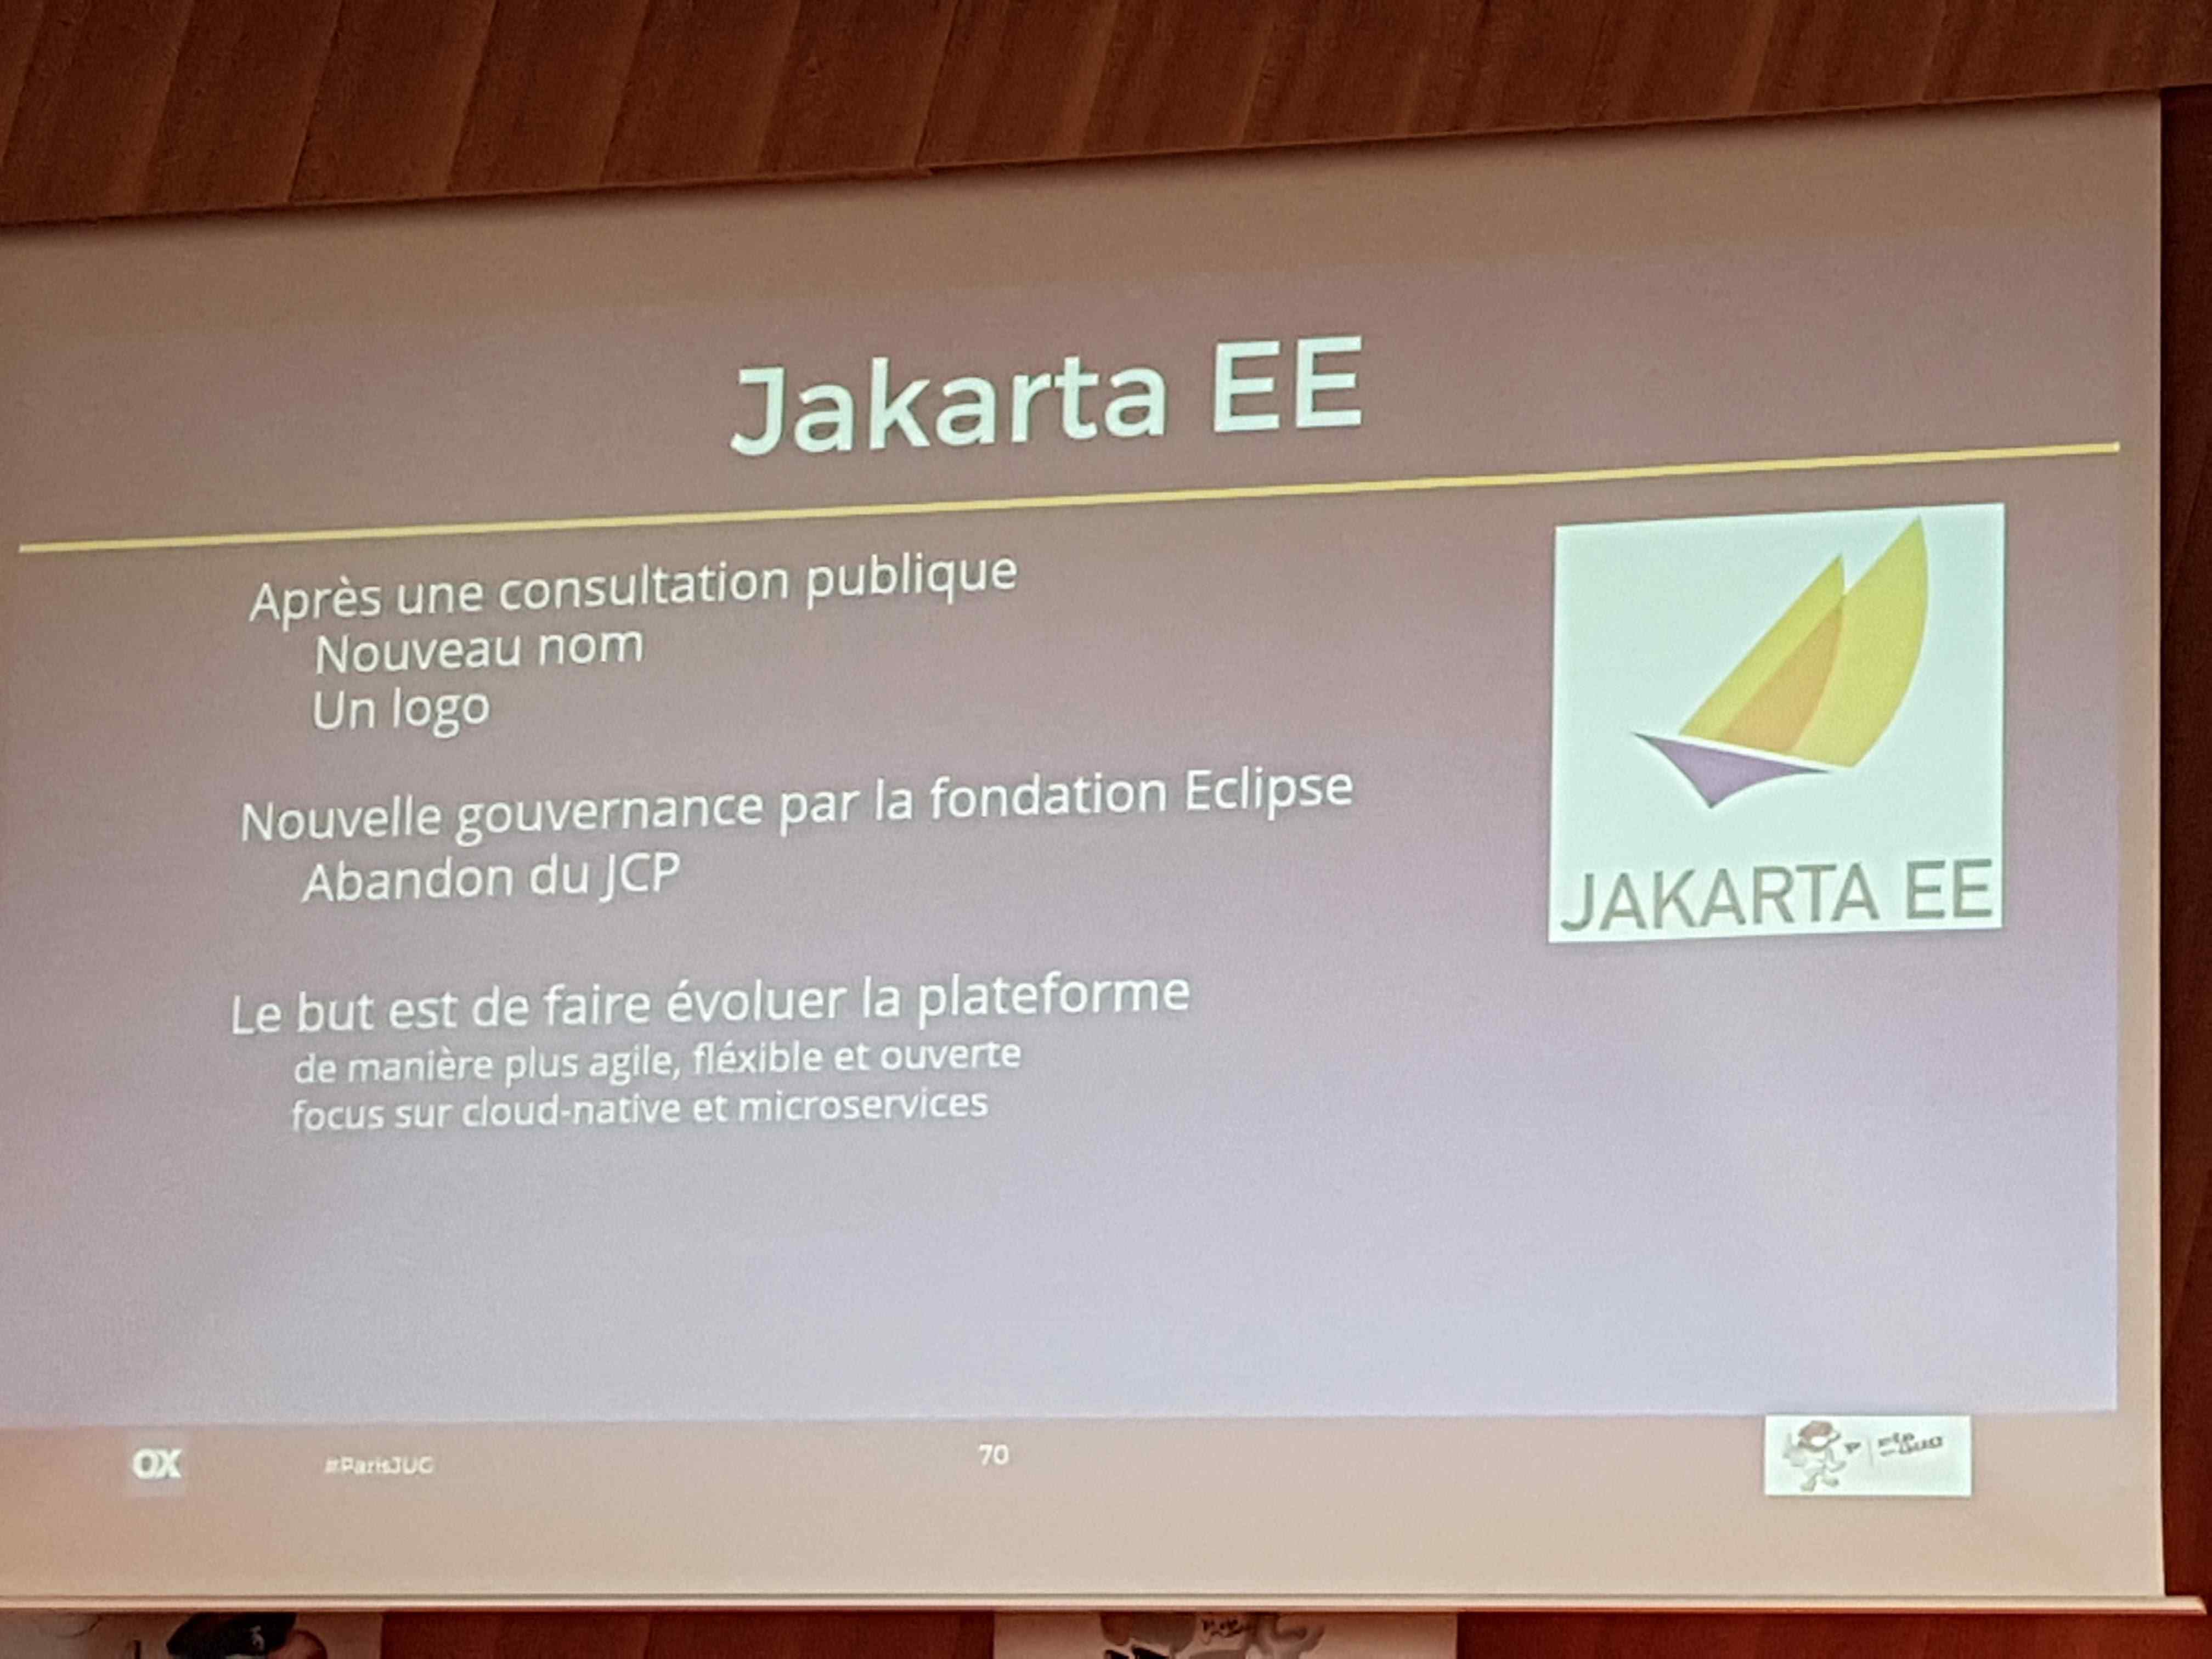 Jakarta EE
Après une consultation publique
Nouveau nom
Un logo
Nouvelle gouvernance par la fondation Eclipse
Abandon du JCP
Le but est de faire évoluer la plateforme
de manière plus agile, fléxible et ouverte
focus sur cloud-native et microservices
JAKARTA EE
OX
#ParisJUG
70